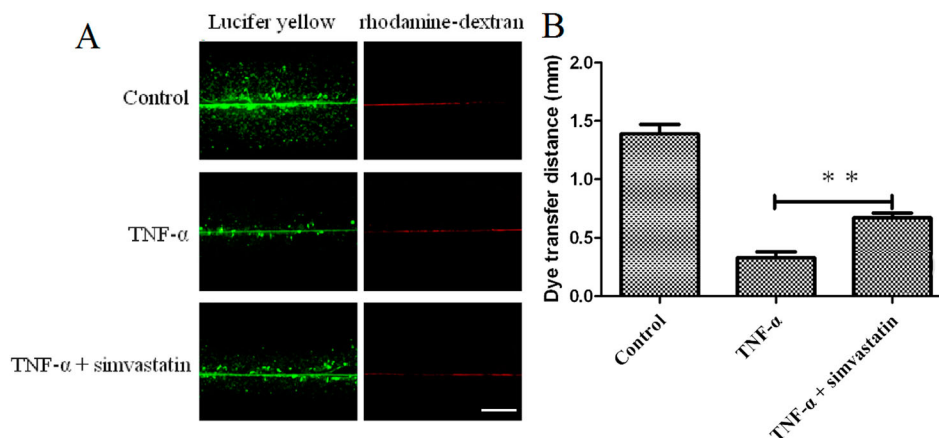 A
Lucifer yellow
rhodamine-dextran
Control
TNF-α
TNF-α + simvastatin
B
Dye transfer distance (mm)
2.0
1.5
1.0
0.5
0.0
* *
Control
TNF-α
TNF-α + simvastatin